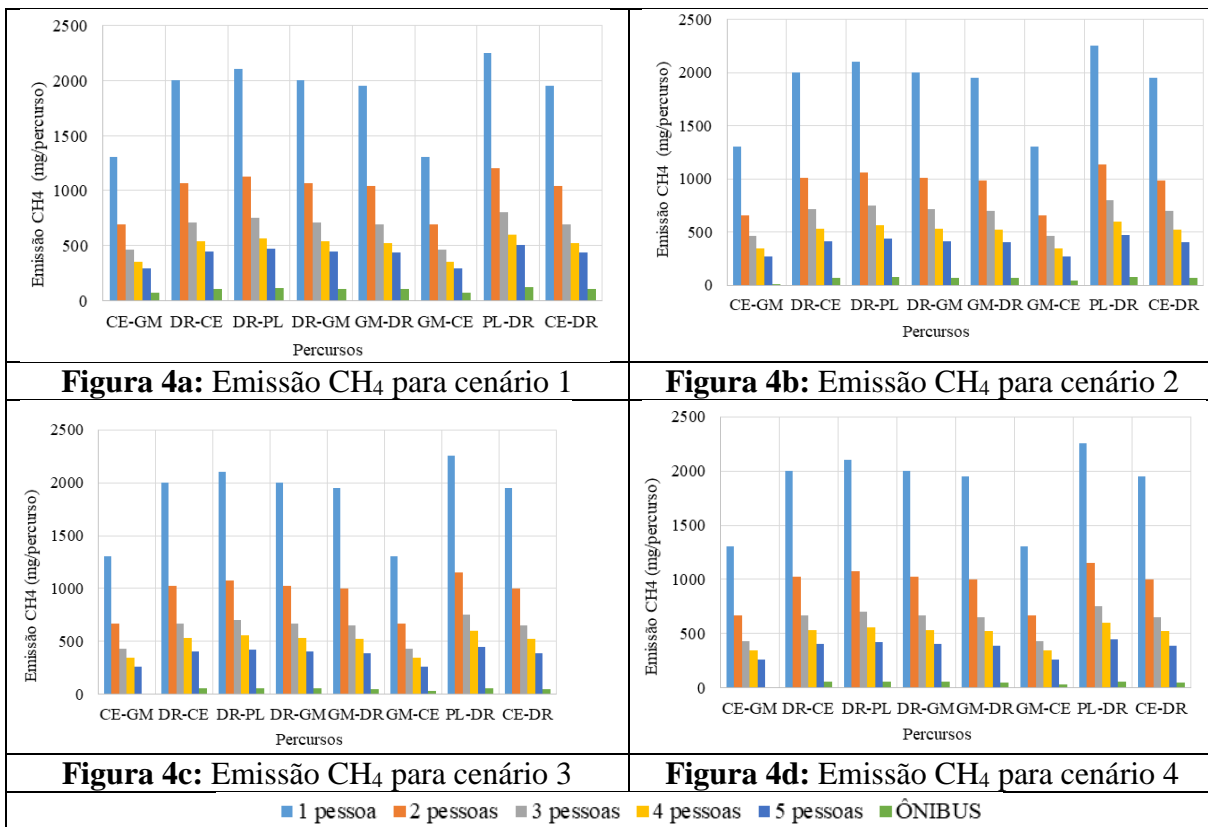 2500
2000
1500
1000
500
0
Emissão CH4 (mg/percurso)
CE-GM DR-CE DR-PL DR-GM GM-DR GM-CE PL-DR CE-DR
Percursos
Figura 4a: Emissão CH₄ para cenário 1
2500
2000
1500
1000
500
0
Emissão CH4 (mg/percurso)
CE-GM DR-CE DR-PL DR-GM GM-DR GM-CE PL-DR CE-DR
Percursos
Figura 4b: Emissão CH₄ para cenário 2
2500
2000
1500
1000
500
0
Emissão CH4 (mg/percurso)
CE-GM DR-CE DR-PL DR-GM GM-DR GM-CE PL-DR CE-DR
Percursos
Figura 4c: Emissão CH₄ para cenário 3
2500
2000
1500
1000
500
0
Emissão CH4 (mg/percurso)
CE-GM DR-CE DR-PL DR-GM GM-DR GM-CE PL-DR CE-DR
Percursos
Figura 4d: Emissão CH₄ para cenário 4
1 pessoa 2 pessoas 3 pessoas 4 pessoas 5 pessoas ÔNIBUS